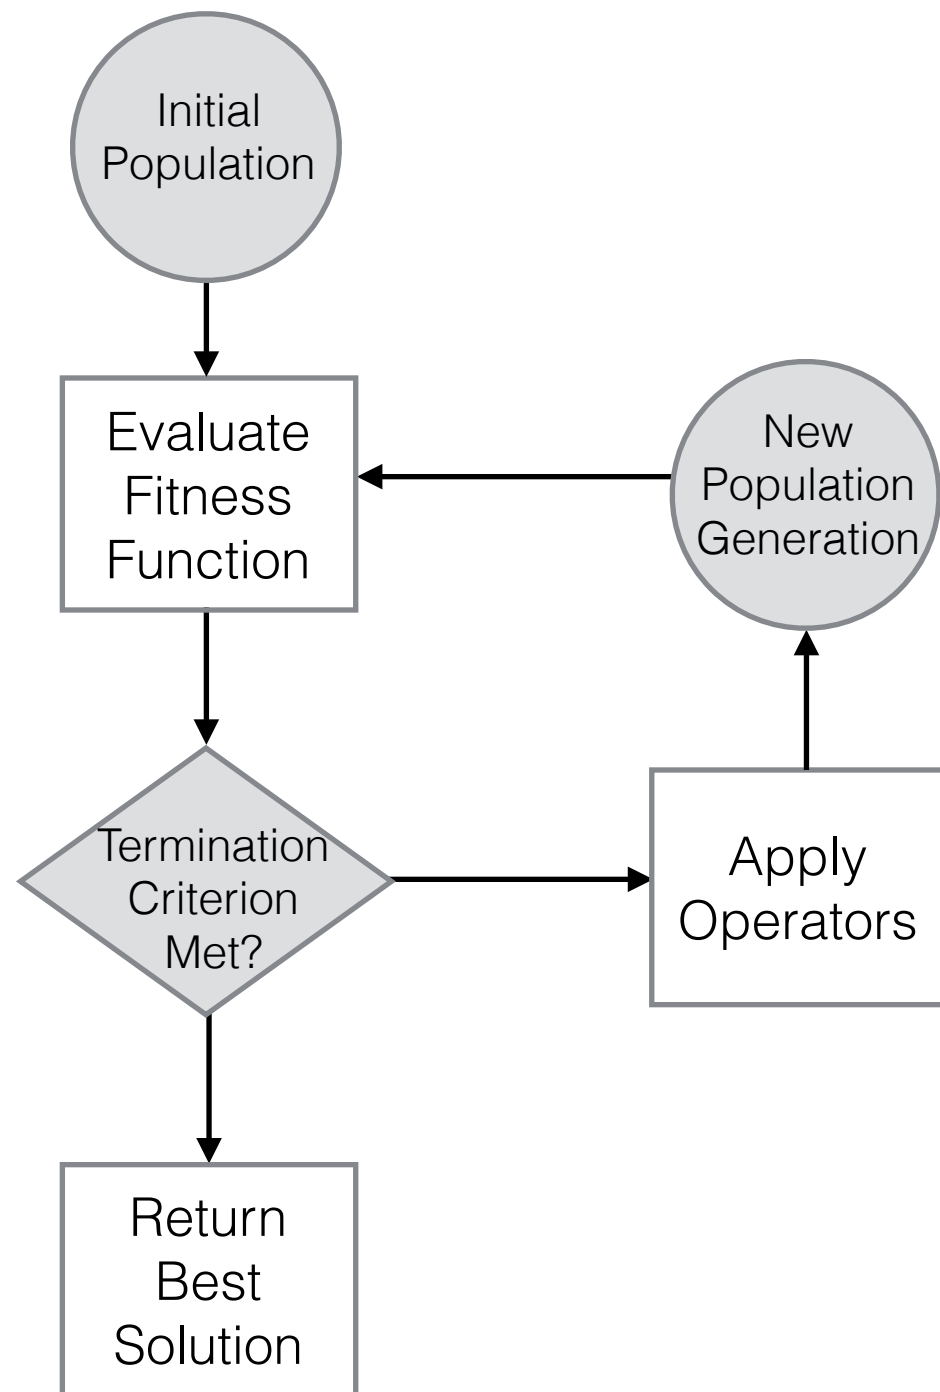 Initial
Population
Evaluate
Fitness
Function
New
Population
Generation
Termination
Criterion
Met?
Apply
Operators
Return
Best
Solution